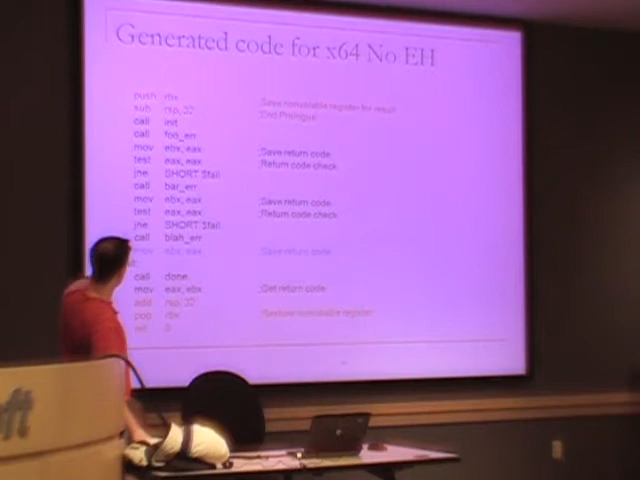 Generated code for x64 No EH
push rbx ;Save nonvolatile register for result
sub rsp, 32 ;End Prologue
call init
call foo_err
mov ebx, eax ;Save return code
test eax, eax ;Return code check
jne SHORT $fail
call bar_err
mov ebx, eax ;Save return code
test eax, eax ;Return code check
jne SHORT $fail
call blah_err
mov ebx, eax ;Save return code
call done
mov eax, ebx ;Get return code
add rsp, 32
pop rbx ;Restore nonvolatile register
ret 0
oft